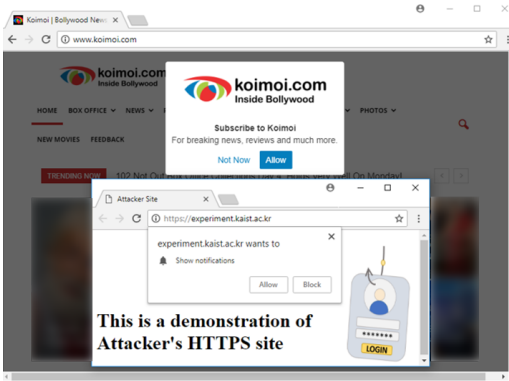 Koimoi | Bollywood News
www.koimoi.com
koimoi.com
Inside Bollywood
koimoi.com
Inside Bollywood
HOME BOX OFFICE NEWS PHOTOS
NEW MOVIES FEEDBACK
Subscribe to Koimoi
For breaking news, reviews and much more.
Not Now Allow
TRENDING NOW
Attacker Site
https://experiment.kaist.ac.kr
experiment.kaist.ac.kr wants to
Show notifications
Allow Block
This is a demonstration of
Attacker's HTTPS site
*******
LOGIN